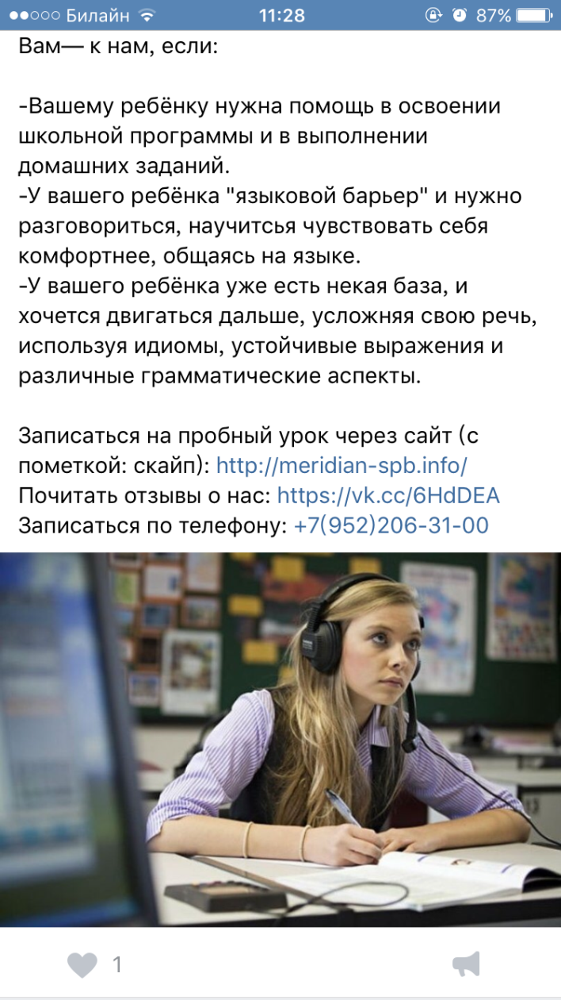 Билайн 11:28 87%
Вам— к нам, если:
-Вашему ребёнку нужна помощь в освоении
школьной программы и в выполнении
домашних заданий.
-У вашего ребёнка "языковой барьер" и нужно
разговориться, научитсья чувствовать себя
комфортнее, общаясь на языке.
-У вашего ребёнка уже есть некая база, и
хочется двигаться дальше, усложняя свою речь,
используя идиомы, устойчивые выражения и
различные грамматические аспекты.
Записаться на пробный урок через сайт (с
пометкой: скайп): http://meridian-spb.info/
Почитать отзывы о нас: https://vk.cc/6HdDEA
Записаться по телефону: +7(952)206-31-00
1